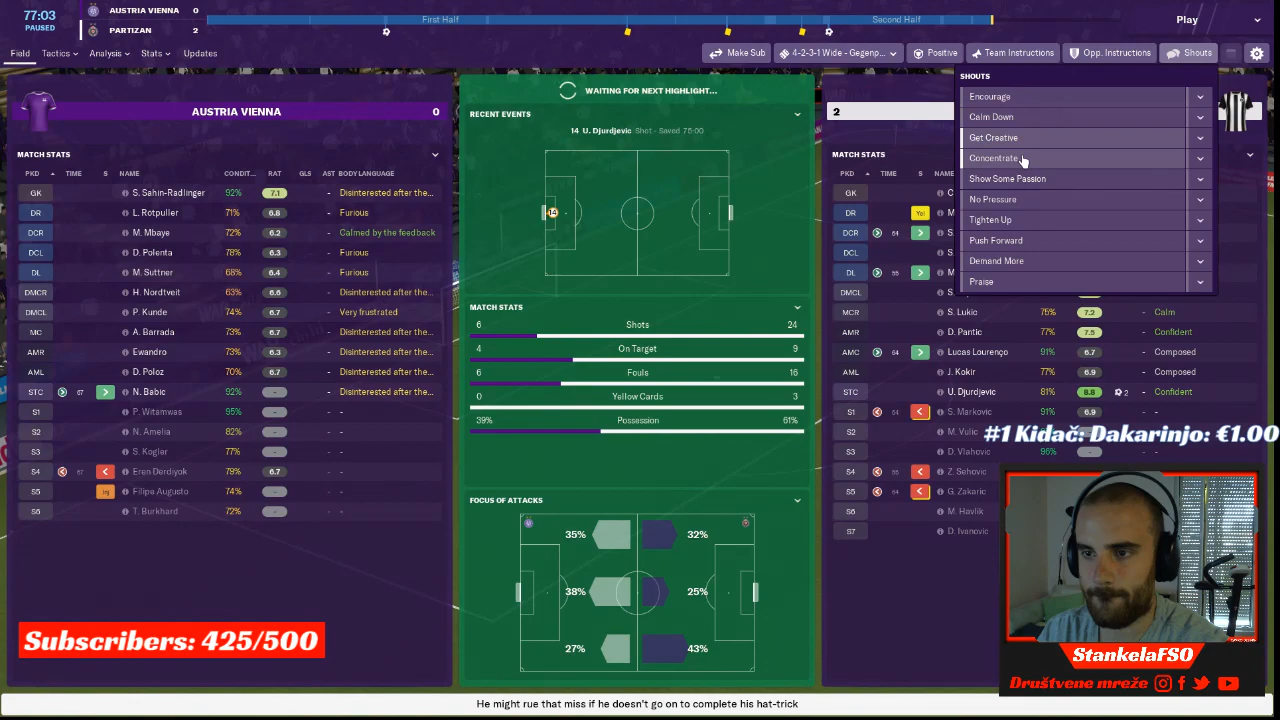 77:03
PAUSED
AUSTRIA VIENNA 0
PARTIZAN 2
First Half
Second Half
Play
Field Tactics Analysis Stats Updates
Make Sub 4-2-3-1 Wide - Gegenp... Positive Team Instructions Opp. Instructions Shouts
AUSTRIA VIENNA 0
MATCH STATS
PKD TIME S NAME CONDIT... RAT GLS AST BODY LANGUAGE
GK S. Sahin-Radlinger 92% 7.1 Disinterested after the...
DR L. Rotpuller 71% 6.8 Furious
DCR M. Mbaye 72% 6.2 Calmed by the feedback
DCL D. Polenta 78% 6.3 Furious
DL M. Suttner 68% 6.4 Furious
DMCR H. Nordtveit 63% 6.6 Disinterested after the...
DMCL P. Kunde 74% 6.7 Very frustrated
MC A. Barrada 73% 6.7 Disinterested after the...
AMR Ewandro 73% 6.3 Disinterested after the...
AML D. Poloz 70% 6.7 Disinterested after the...
STC 67 N. Babic 92% - Disinterested after the...
S1 P. Witamwas 95% - - -
S2 N. Amelia 82% - - -
S3 S. Kogler 77% - - -
S4 67 Eren Derdiyok 79% 6.7 - -
S5 Inj Filipe Augusto 74% - - -
S6 T. Burkhard 72% - - -
WAITING FOR NEXT HIGHLIGHT...
RECENT EVENTS
14 U. Djurdjevic Shot - Saved 75:00
14
MATCH STATS
6 Shots 24
4 On Target 9
6 Fouls 16
0 Yellow Cards 3
39% Possession 61%
FOCUS OF ATTACKS
35% 32%
38% 25%
27% 43%
2
MATCH STATS
PKD TIME S NAME
GK C
DR Yel M
DCR 64 S.
DCL S.
DL 55 M
DMCL S.
MCR S. Lukic 75% 7.2 - Calm
AMR D. Pantic 77% 7.5 - Confident
AMC 64 Lucas Lourenço 91% 6.7 - Composed
AML J. Kokir 77% 6.9 - Composed
STC U. Djurdjevic 81% 8.8 2 - Confident
S1 64 S. Markovic 91% 6.9 - -
S2 M. Vulic
S3 D. Vlahovic 96% - - -
S4 55 Z. Sehovic
S5 64 G. Zakaric
S6 M. Havlik
S7 D. Ivanovic
SHOUTS
Encourage
Calm Down
Get Creative
Concentrate
Show Some Passion
No Pressure
Tighten Up
Push Forward
Demand More
Praise
#1 Kidač: Dakarinjo: €1.00
Subscribers: 425/500
StankelaFSO
Društvene mreže
He might rue that miss if he doesn't go on to complete his hat-trick